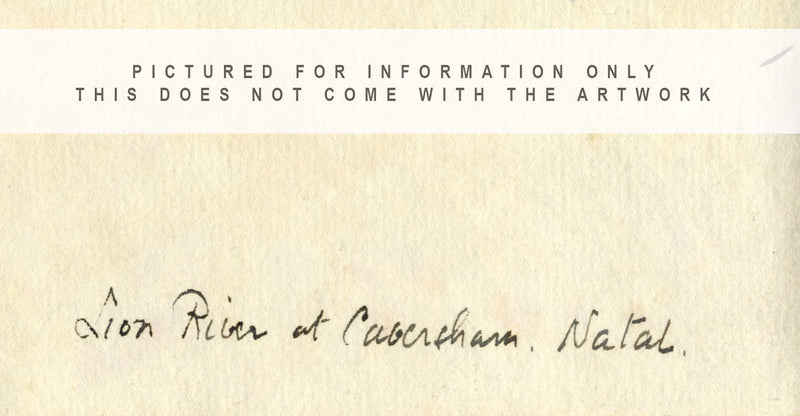 PICTURED FOR INFORMATION ONLY
THIS DOES NOT COME WITH THE ARTWORK
Lion River at Caversham. Natal.